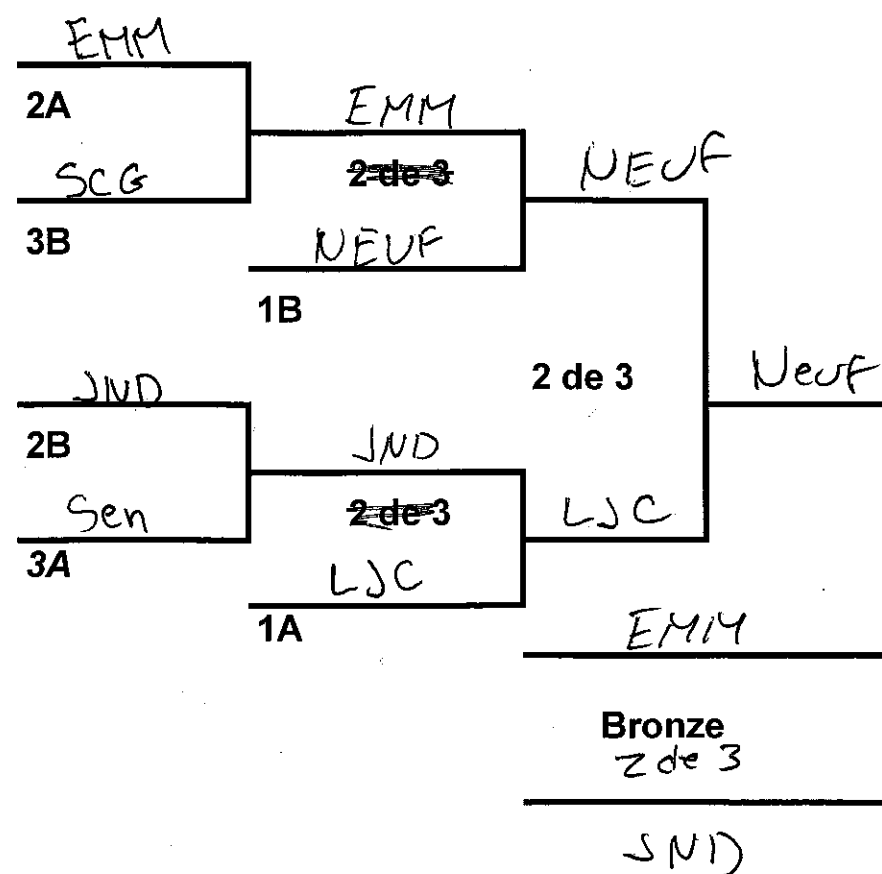 EMM
2A
EMM
2 de 3
NEUF
SCG
3B
NEUF
1B
2 de 3
Neuf
JND
2B
JND
2 de 3
LJC
Sen
3A
LJC
1A
EMM
Bronze
2 de 3
JND